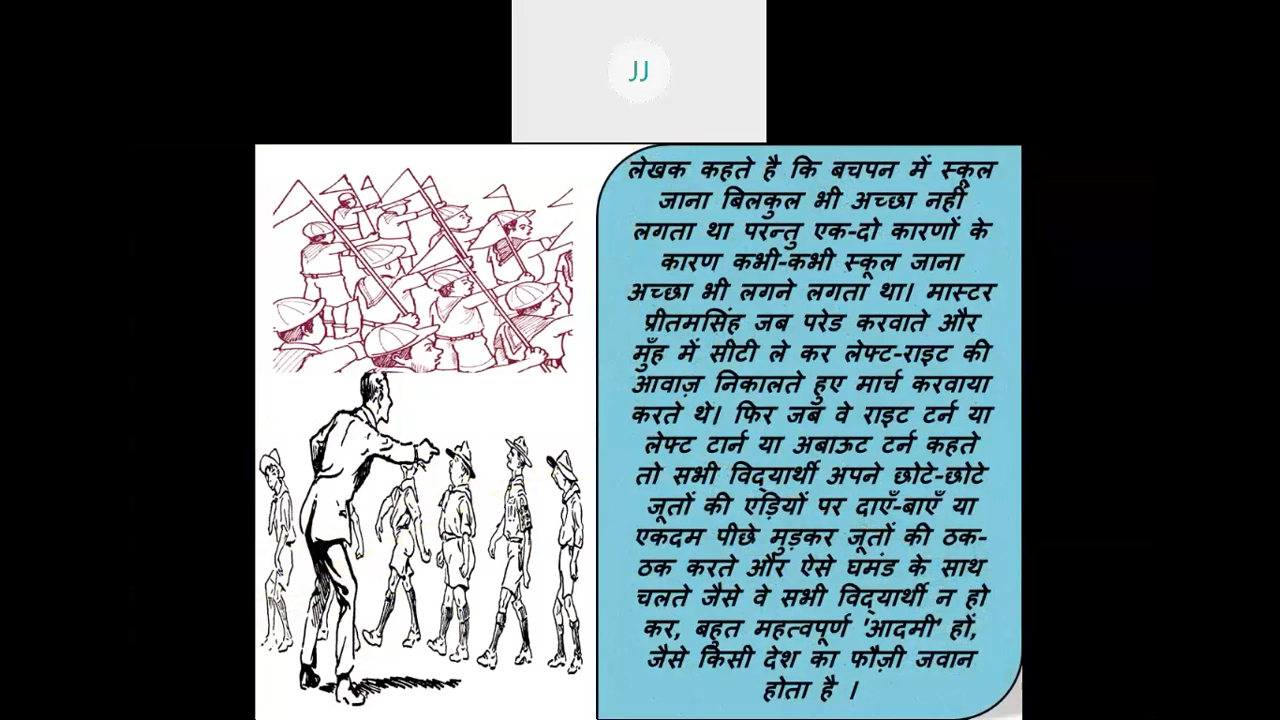 JJ
लेखक कहते है कि बचपन में स्कूल
जाना बिलकुल भी अच्छा नहीं
लगता था परन्तु एक-दो कारणों के
कारण कभी-कभी स्कूल जाना
अच्छा भी लगने लगता था। मास्टर
प्रीतमसिंह जब परेड करवाते और
मुँह में सीटी ले कर लेफ्ट-राइट की
आवाज़ निकालते हुए मार्च करवाया
करते थे। फिर जब वे राइट टर्न या
लेफ्ट टार्न या अबाऊट टर्न कहते
तो सभी विद्यार्थी अपने छोटे-छोटे
जूतों की एड़ियों पर दाएँ-बाएँ या
एकदम पीछे मुड़कर जूतों की ठक-
ठक करते और ऐसे घमंड के साथ
चलते जैसे वे सभी विद्यार्थी न हो
कर, बहुत महत्वपूर्ण 'आदमी' हों,
जैसे किसी देश का फौज़ी जवान
होता है ।